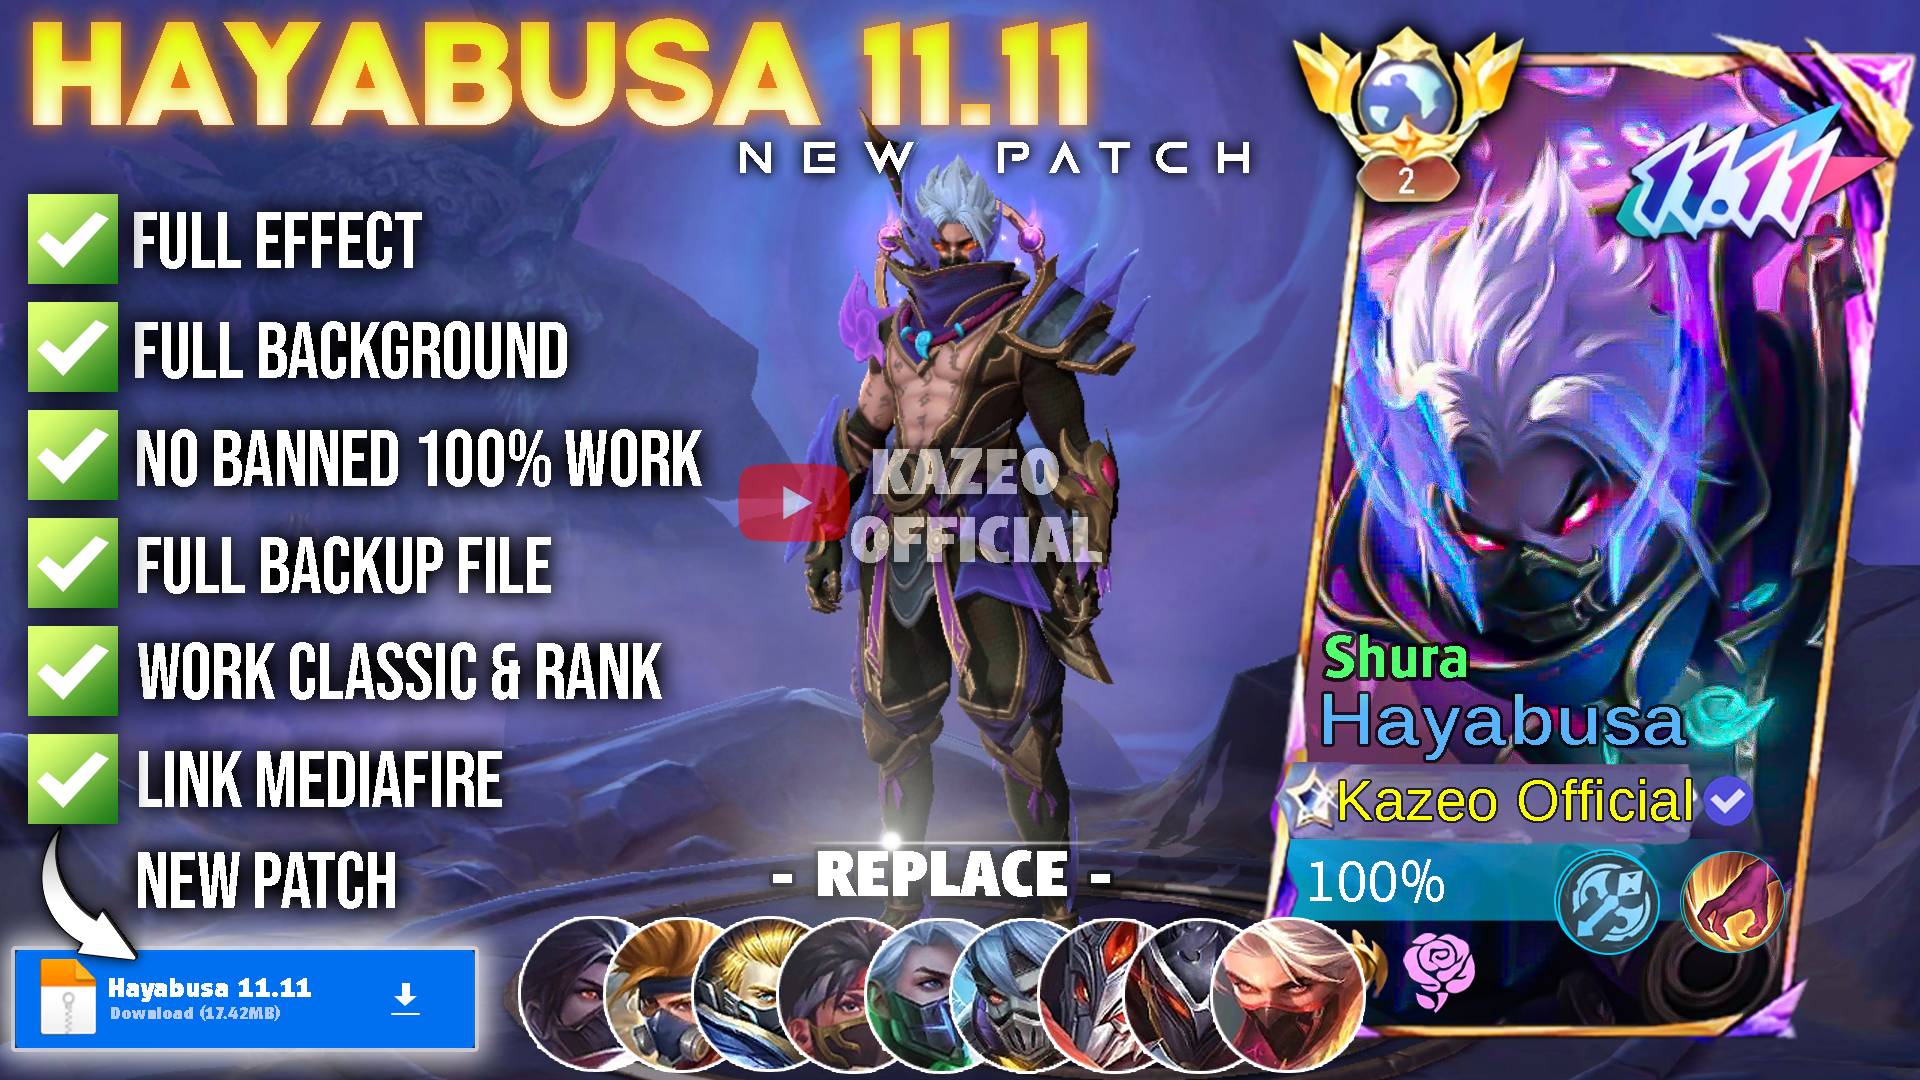 HAYABUSA 11.11
NEW PATCH
2
11.11
FULL EFFECT
FULL BACKGROUND
NO BANNED 100% WORK
FULL BACKUP FILE
WORK CLASSIC & RANK
LINK MEDIAFIRE
NEW PATCH
Hayabusa 11.11
Download (17.42MB)
KAZEO
OFFICIAL
- REPLACE -
Shura
Hayabusa
Kazeo Official
100%